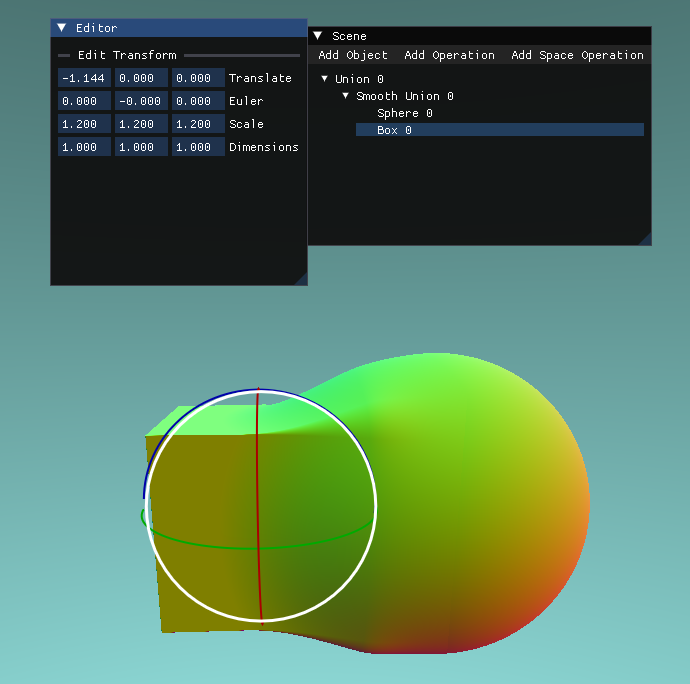 Editor
Edit Transform
-1.144 0.000 0.000 Translate
0.000 -0.000 0.000 Euler
1.200 1.200 1.200 Scale
1.000 1.000 1.000 Dimensions
Scene
Add Object Add Operation Add Space Operation
Union 0
Smooth Union 0
Sphere 0
Box 0